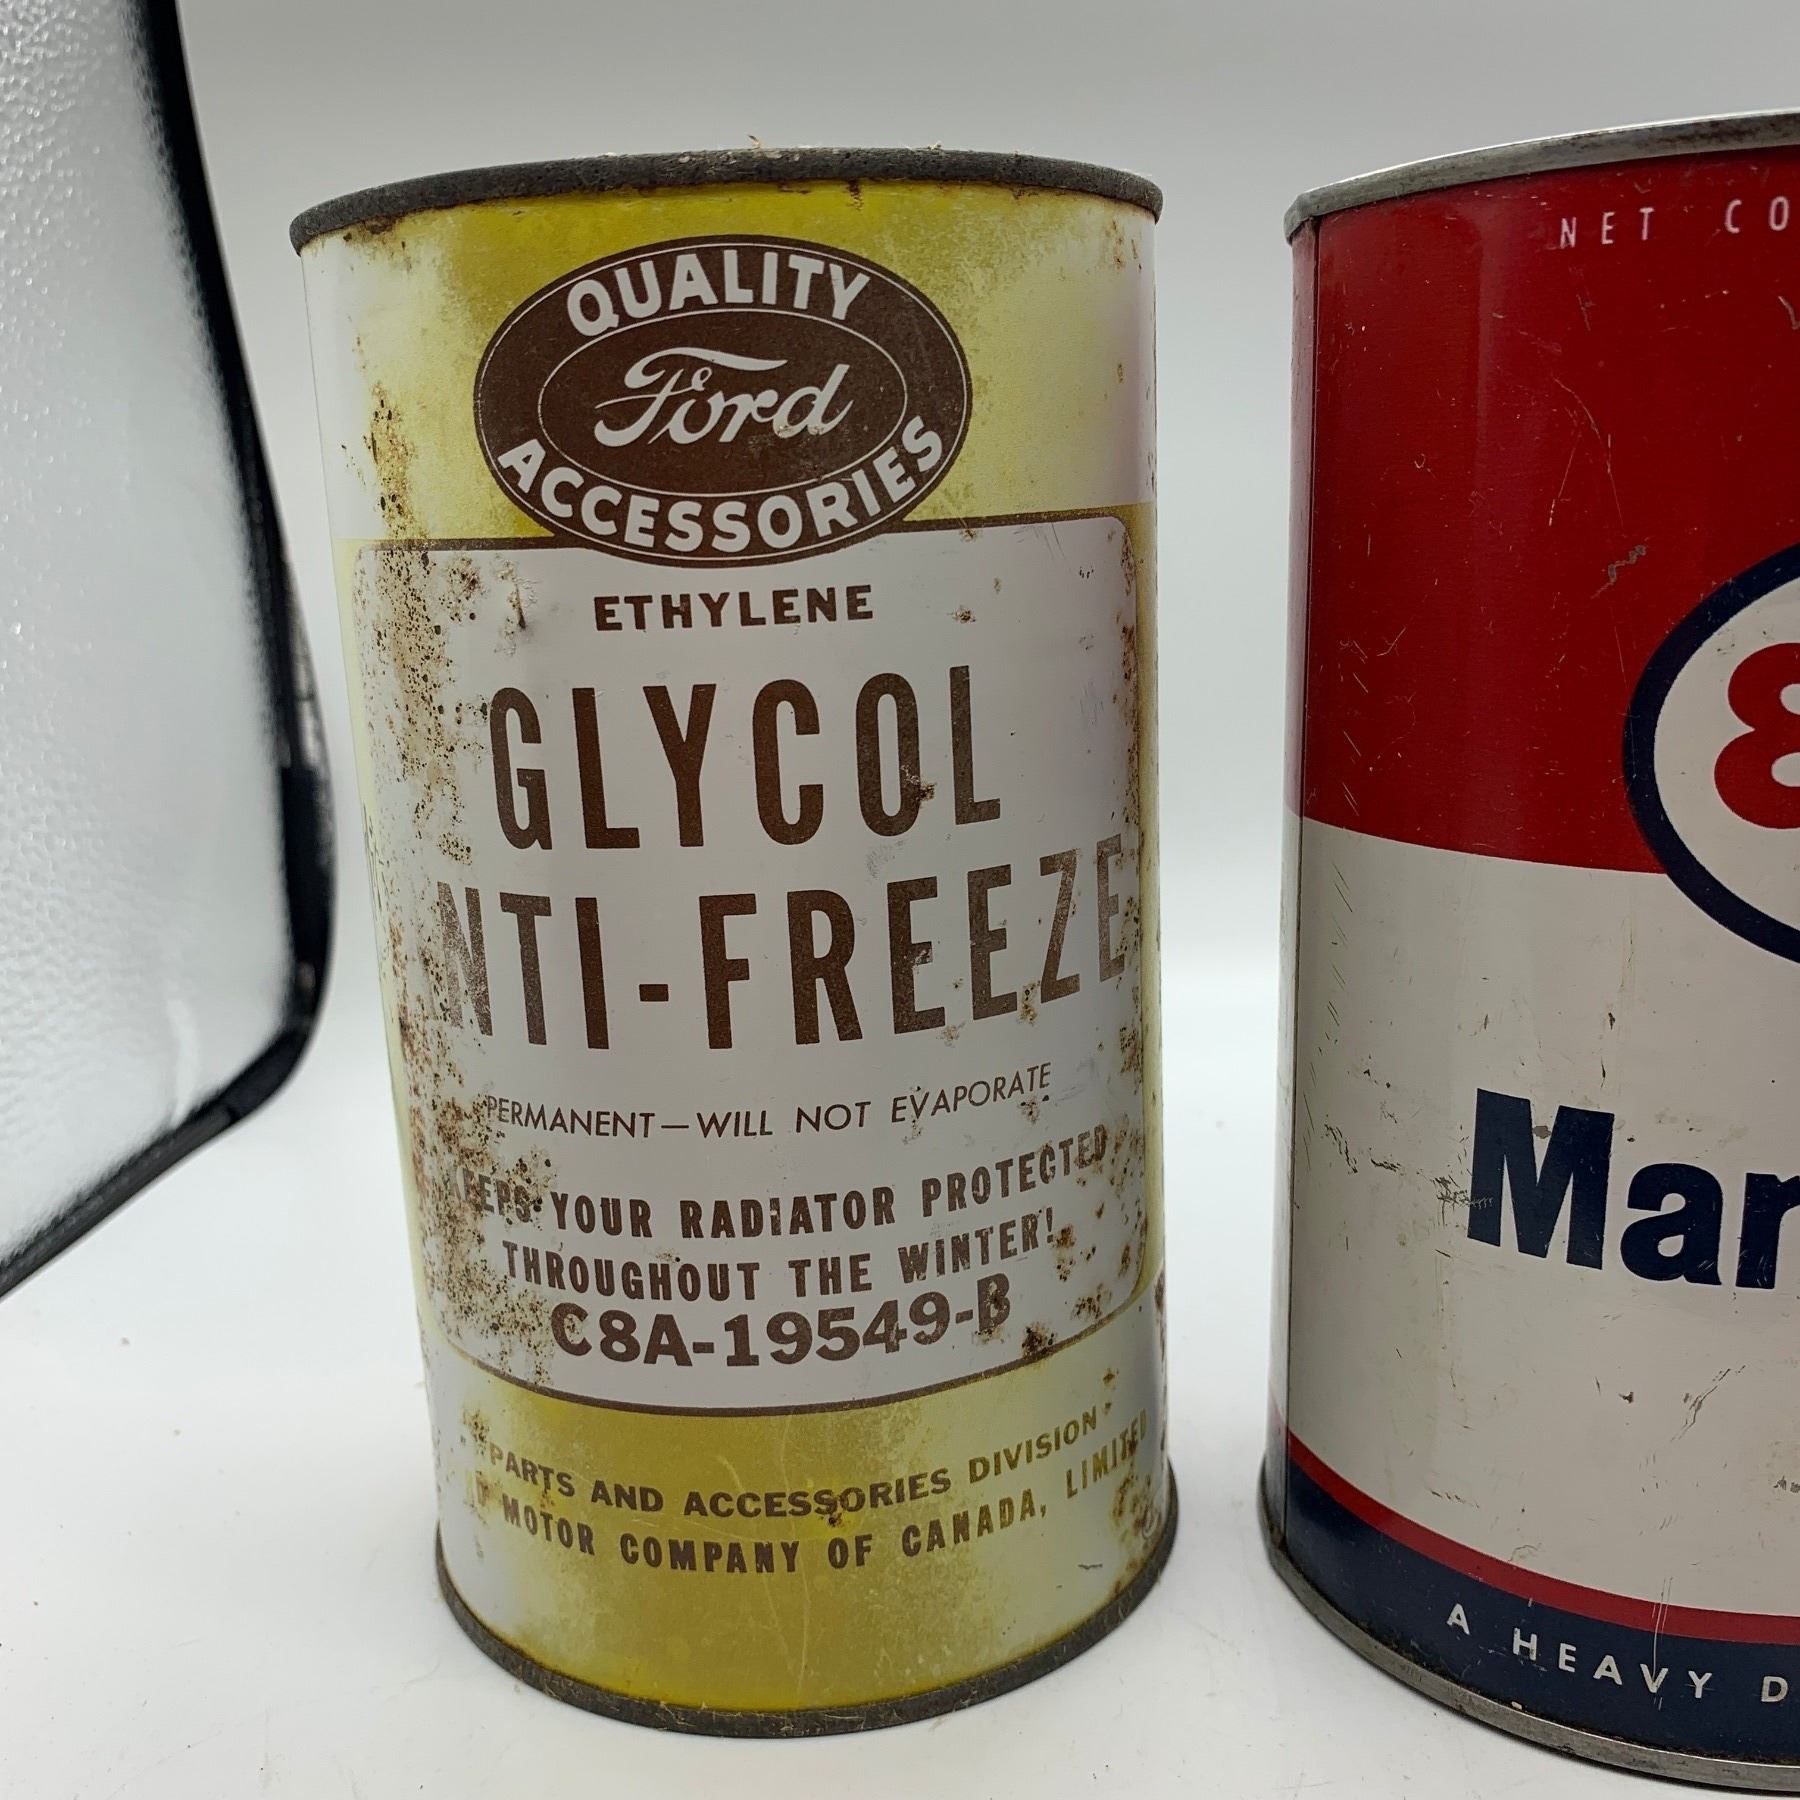 QUALITY
Ford
ACCESSORIES
ETHYLENE
GLYCOL
NTI-FREEZE
PERMANENT—WILL NOT EVAPORATE
KEEPS YOUR RADIATOR PROTECTED
THROUGHOUT THE WINTER!
C8A-19549-B
PARTS AND ACCESSORIES DIVISION
MOTOR COMPANY OF CANADA, LIMITED
NET CO
Mar
A HEAVY D